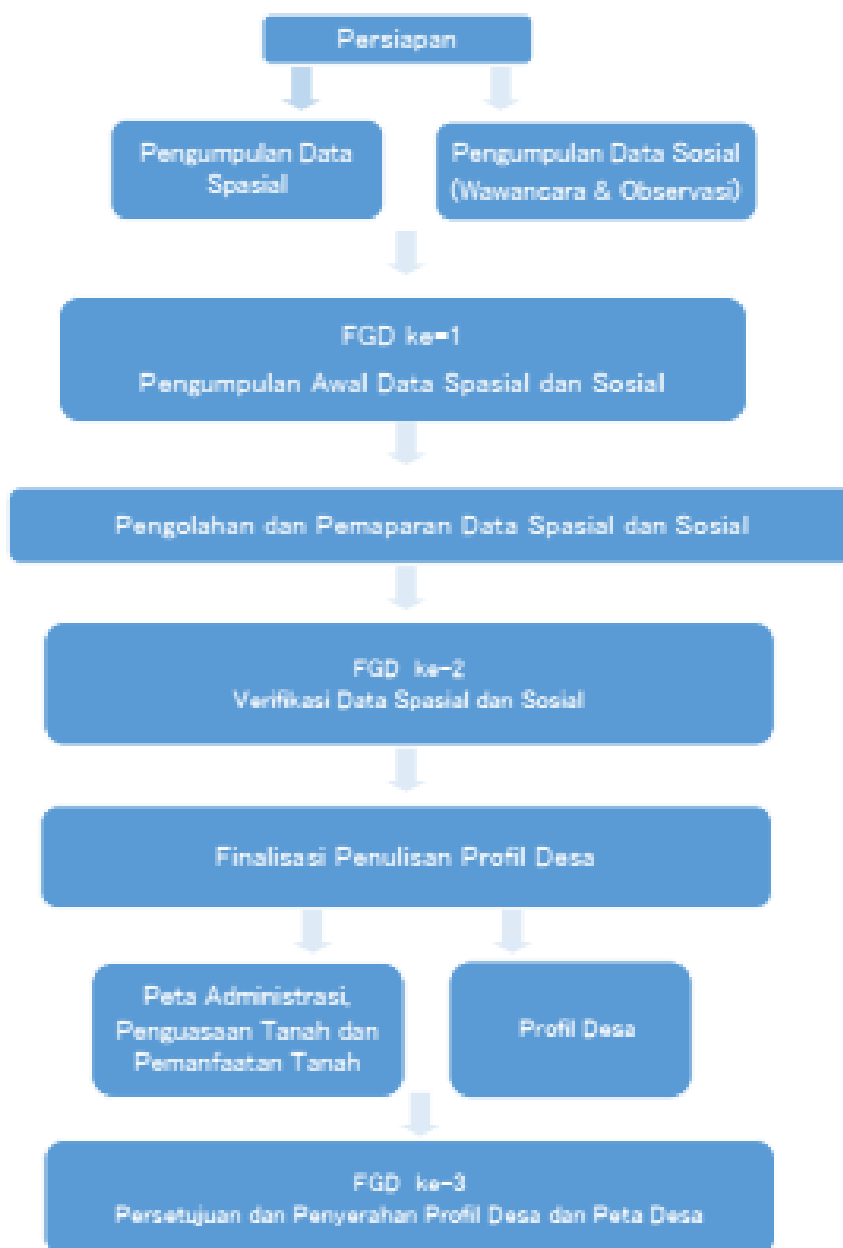 Persiapan
Pengumpulan Data
Spasial
Pengumpulan Data Sosial
(Wawancara & Observasi)
FGD ke-1
Pengumpulan Awal Data Spasial dan Sosial
Pengolahan dan Pemaparan Data Spasial dan Sosial
FGD ke-2
Verifikasi Data Spasial dan Sosial
Finalisasi Penulisan Profil Desa
Peta Administrasi,
Penguasaan Tanah dan
Pemanfaatan Tanah
Profil Desa
FGD ke-3
Persetujuan dan Penyerahan Profil Desa dan Peta Desa